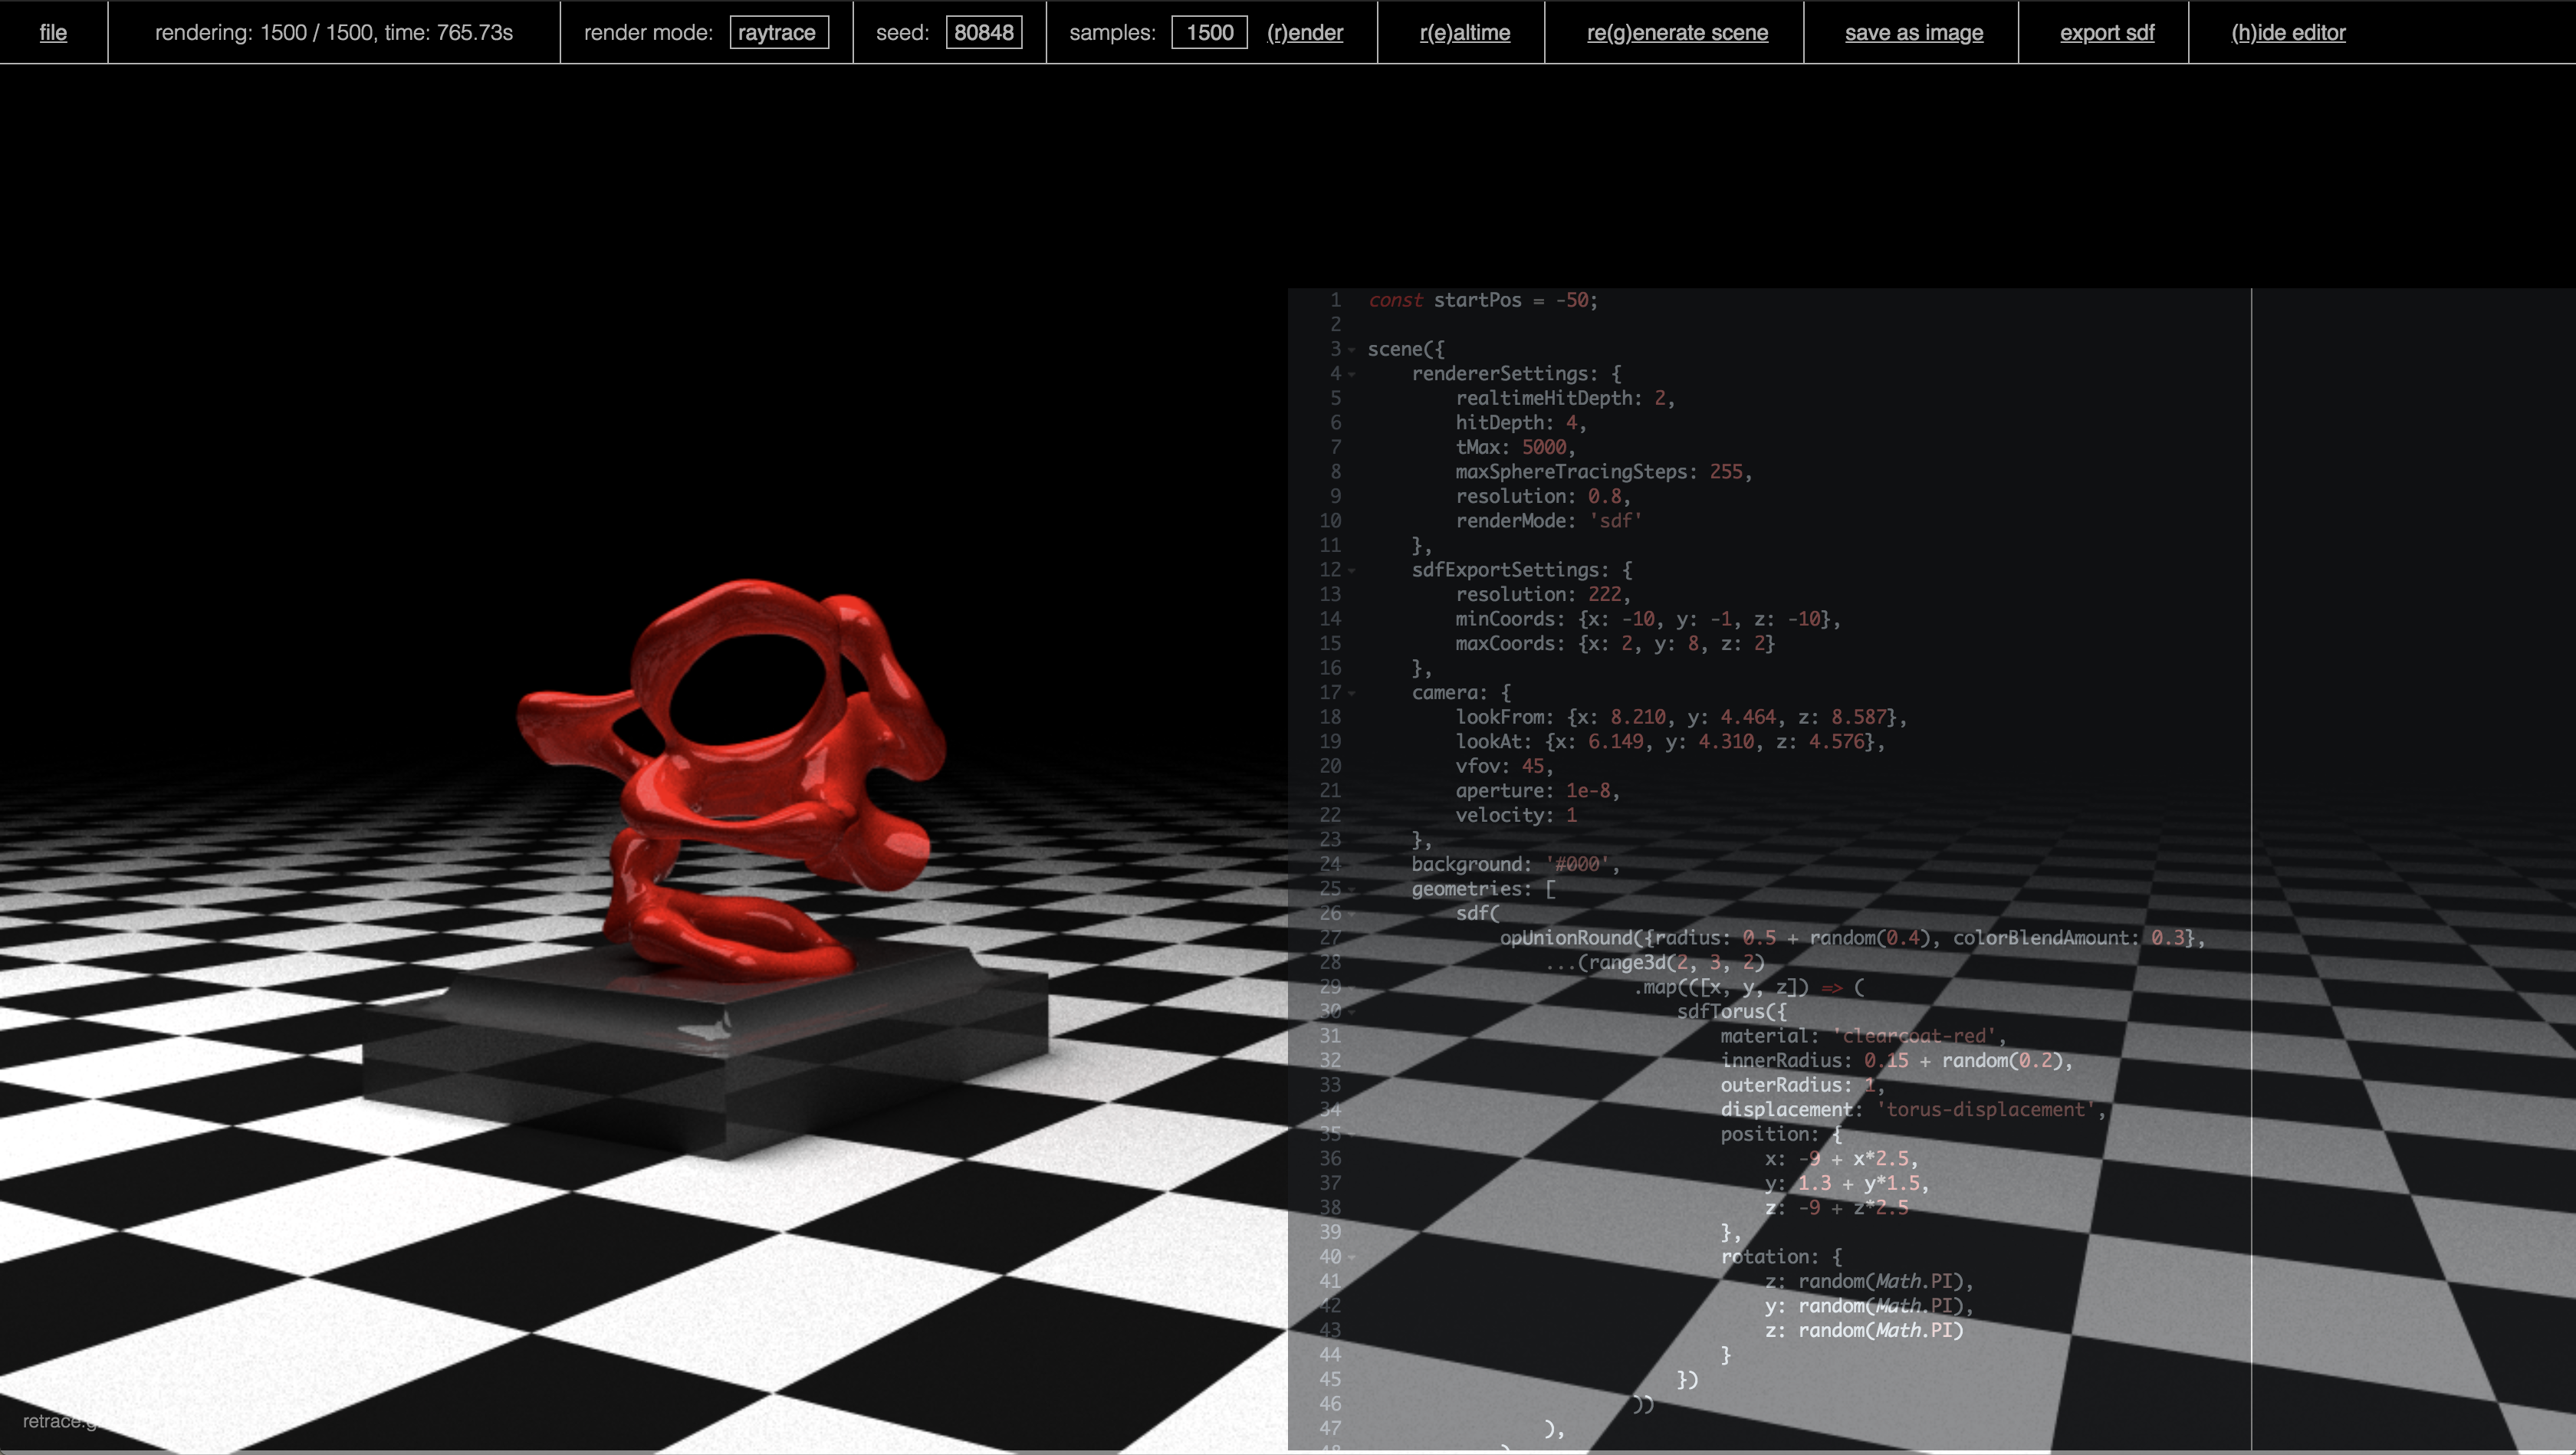 file
rendering: 1500 / 1500, time: 765.73s
render mode: raytrace
seed: 80848
samples: 1500 (r)ender
r(e)altime
re(g)enerate scene
save as image
export sdf
(h)ide editor
1 const startPos = -50;
2
3 scene({
4 rendererSettings: {
5 realtimeHitDepth: 2,
6 hitDepth: 4,
7 tMax: 5000,
8 maxSphereTracingSteps: 255,
9 resolution: 0.8,
10 renderMode: 'sdf'
11 },
12 sdfExportSettings: {
13 resolution: 222,
14 minCoords: {x: -10, y: -1, z: -10},
15 maxCoords: {x: 2, y: 8, z: 2}
16 },
17 camera: {
18 lookFrom: {x: 8.210, y: 4.464, z: 8.587},
19 lookAt: {x: 6.149, y: 4.310, z: 4.576},
20 vfov: 45,
21 aperture: 1e-8,
22 velocity: 1
23 },
24 background: '#000',
25 geometries: [
26 sdf(
27 opUnionRound({radius: 0.5 + random(0.4), colorBlendAmount: 0.3},
28 ...(range3d(2, 3, 2)
29 .map(([x, y, z]) => (
30 sdfTorus({
31 material: 'clearcoat-red',
32 innerRadius: 0.15 + random(0.2),
33 outerRadius: 1,
34 displacement: 'torus-displacement',
35 position: {
36 x: -9 + x*2.5,
37 y: 1.3 + y*1.5,
38 z: -9 + z*2.5
39 },
40 rotation: {
41 z: random(Math.PI),
42 y: random(Math.PI),
43 z: random(Math.PI)
44 }
45 })
46 ))
47 ),
retrace.g